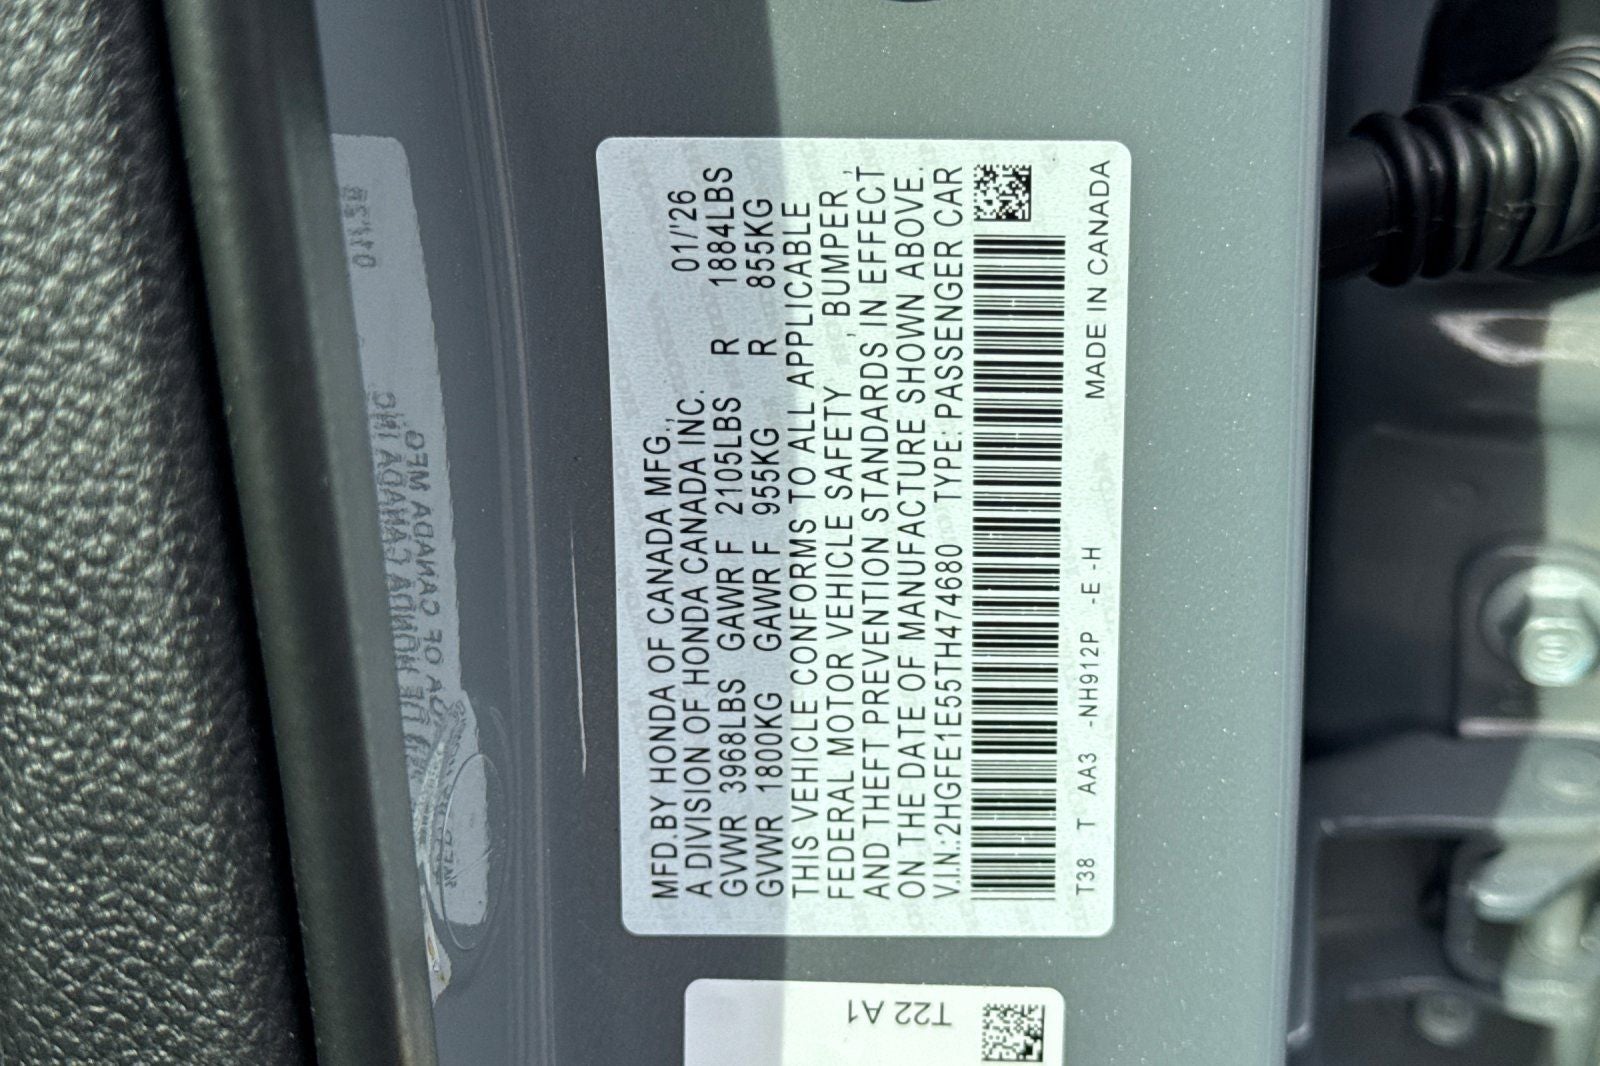 MFD.BY HONDA OF CANADA MFG., 01/'26
A DIVISION OF HONDA CANADA INC.
GVWR 3968LBS GAWR F 2105LBS R 1884LBS
GVWR 1800KG GAWR F 955KG R 855KG
THIS VEHICLE CONFORMS TO ALL APPLICABLE
FEDERAL MOTOR VEHICLE SAFETY , BUMPER ,
AND THEFT PREVENTION STANDARDS IN EFFECT
ON THE DATE OF MANUFACTURE SHOWN ABOVE.
V.I.N.:2HGFE1E55TH474680 TYPE: PASSENGER CAR
T38 T AA3 -NH912P -E -H MADE IN CANADA
T22 A1